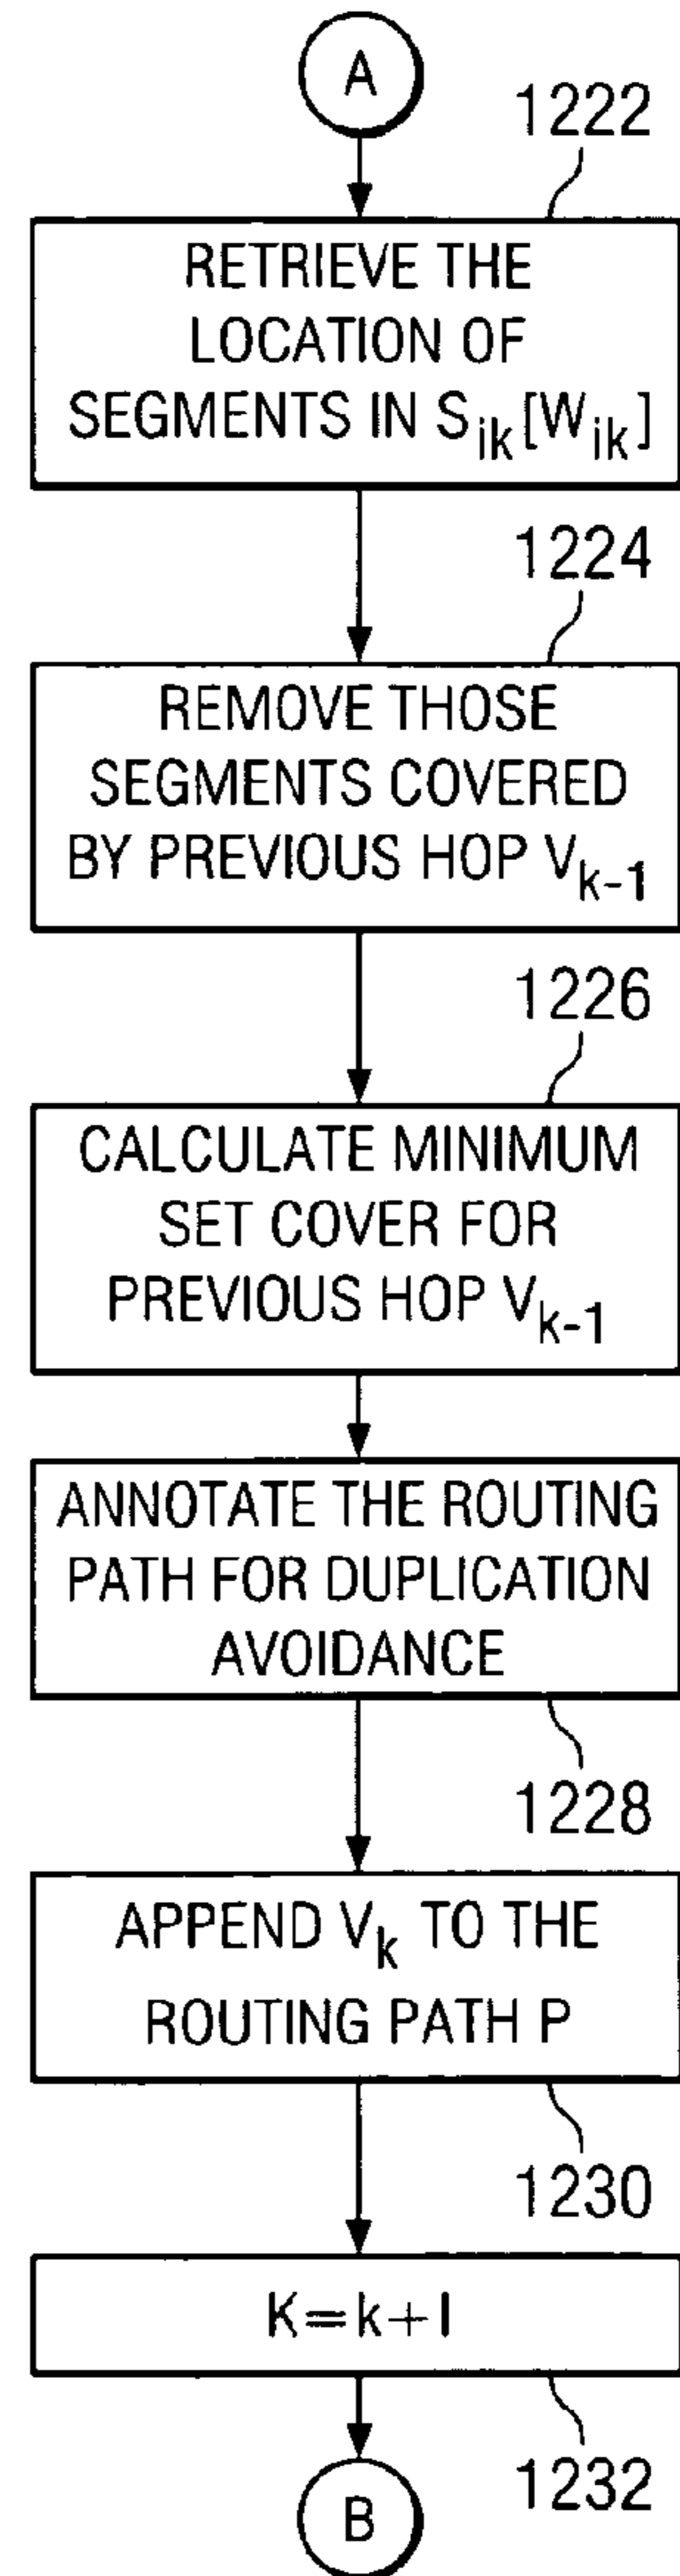 A
1222
RETRIEVE THE
LOCATION OF
SEGMENTS IN S_ik[W_ik]
1224
REMOVE THOSE
SEGMENTS COVERED
BY PREVIOUS HOP V_k-1
1226
CALCULATE MINIMUM
SET COVER FOR
PREVIOUS HOP V_k-1
ANNOTATE THE ROUTING
PATH FOR DUPLICATION
AVOIDANCE
1228
APPEND V_k TO THE
ROUTING PATH P
1230
K=k+1
1232
B